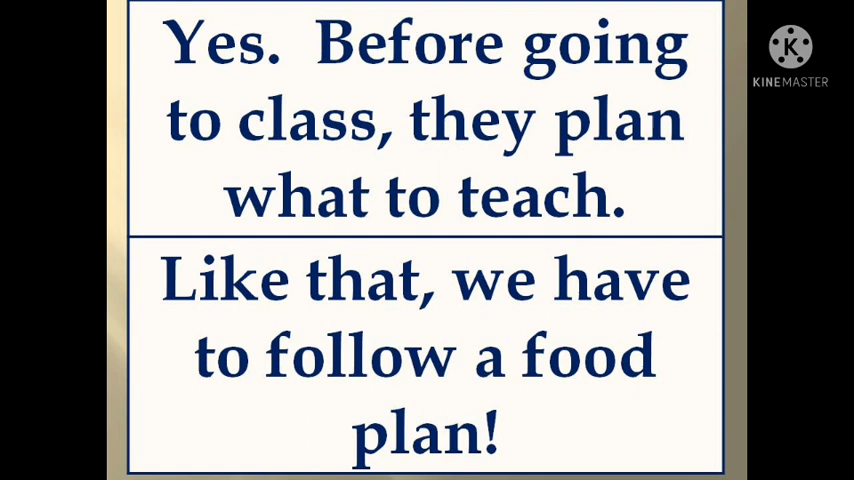 Yes. Before going
to class, they plan
what to teach.
Like that, we have
to follow a food
plan!
K
KINEMASTER